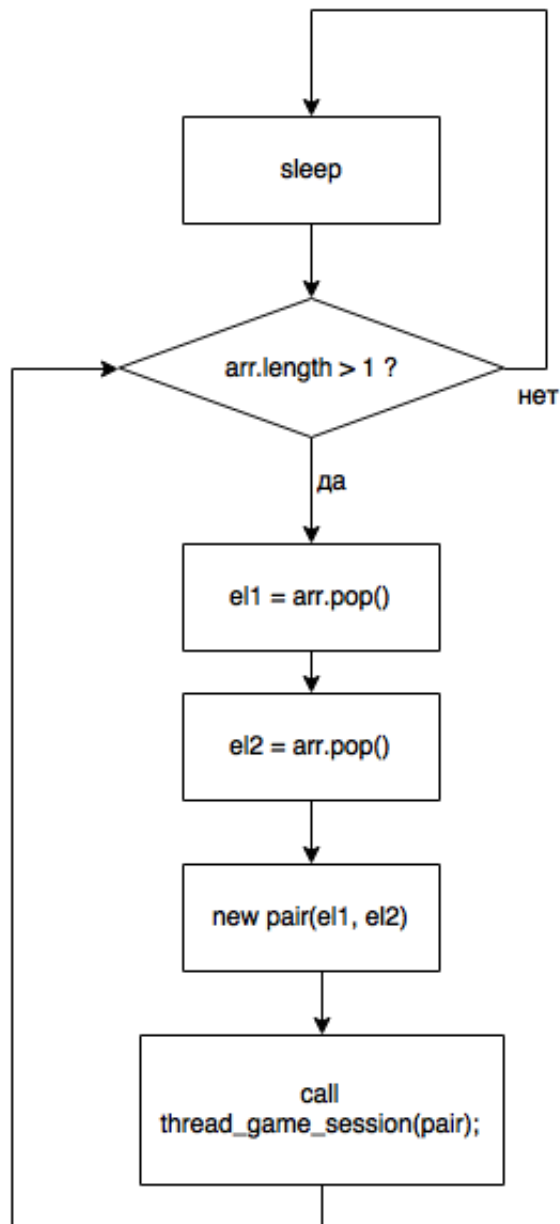 sleep
arr.length > 1 ?
нет
да
el1 = arr.pop()
el2 = arr.pop()
new pair(el1, el2)
call
thread_game_session(pair);